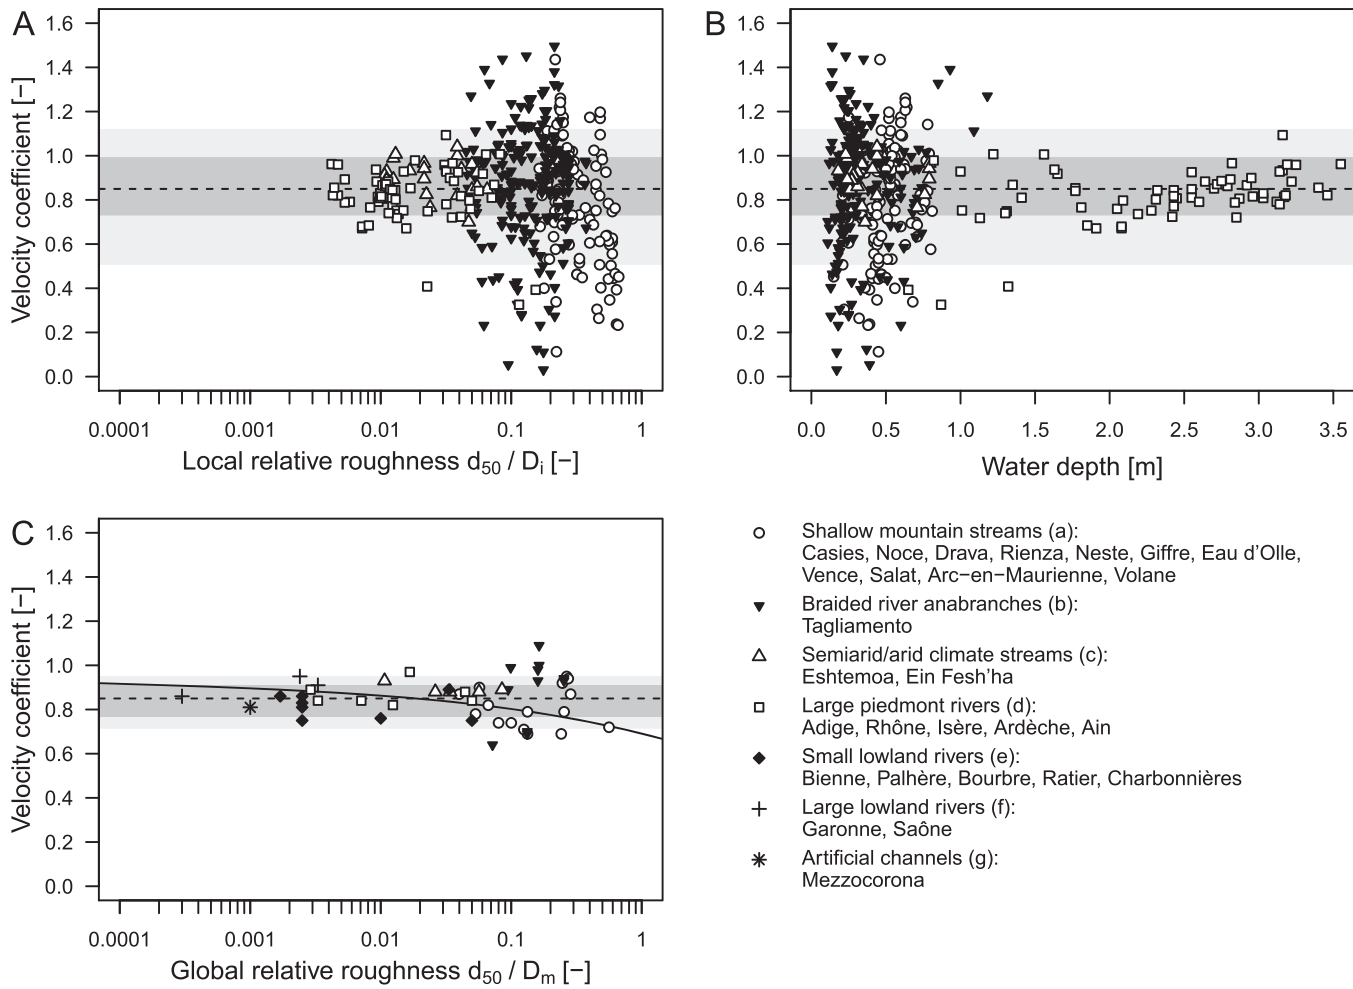 A
1.6
1.4
1.2
1.0
0.8
0.6
0.4
0.2
0.0
Velocity coefficient [−]
0.0001 0.001 0.01 0.1 1
Local relative roughness d50 / Di [−]
B
1.6
1.4
1.2
1.0
0.8
0.6
0.4
0.2
0.0
0.0 0.5 1.0 1.5 2.0 2.5 3.0 3.5
Water depth [m]
C
1.6
1.4
1.2
1.0
0.8
0.6
0.4
0.2
0.0
Velocity coefficient [−]
0.0001 0.001 0.01 0.1 1
Global relative roughness d50 / Dm [−]
Shallow mountain streams (a):
Casies, Noce, Drava, Rienza, Neste, Giffre, Eau d'Olle,
Vence, Salat, Arc−en−Maurienne, Volane
Braided river anabranches (b):
Tagliamento
Semiarid/arid climate streams (c):
Eshtemoa, Ein Fesh'ha
Large piedmont rivers (d):
Adige, Rhône, Isère, Ardèche, Ain
Small lowland rivers (e):
Bienne, Palhère, Bourbre, Ratier, Charbonnières
Large lowland rivers (f):
Garonne, Saône
Artificial channels (g):
Mezzocorona